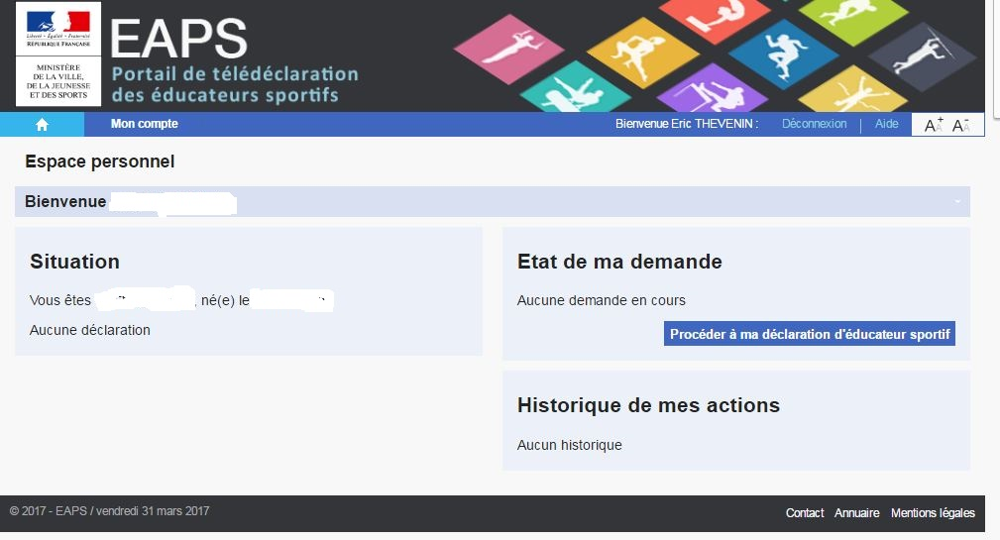 Liberté • Égalité • Fraternité
RÉPUBLIQUE FRANÇAISE
MINISTÈRE
DE LA VILLE,
DE LA JEUNESSE
ET DES SPORTS
EAPS
Portail de télédéclaration
des éducateurs sportifs
Mon compte
Bienvenue Eric THEVENIN :
Déconnexion
Aide
A+
A-
Espace personnel
Bienvenue
Situation
Vous êtes , né(e) le
Aucune déclaration
Etat de ma demande
Aucune demande en cours
Procéder à ma déclaration d'éducateur sportif
Historique de mes actions
Aucun historique
© 2017 - EAPS / vendredi 31 mars 2017
Contact Annuaire Mentions légales